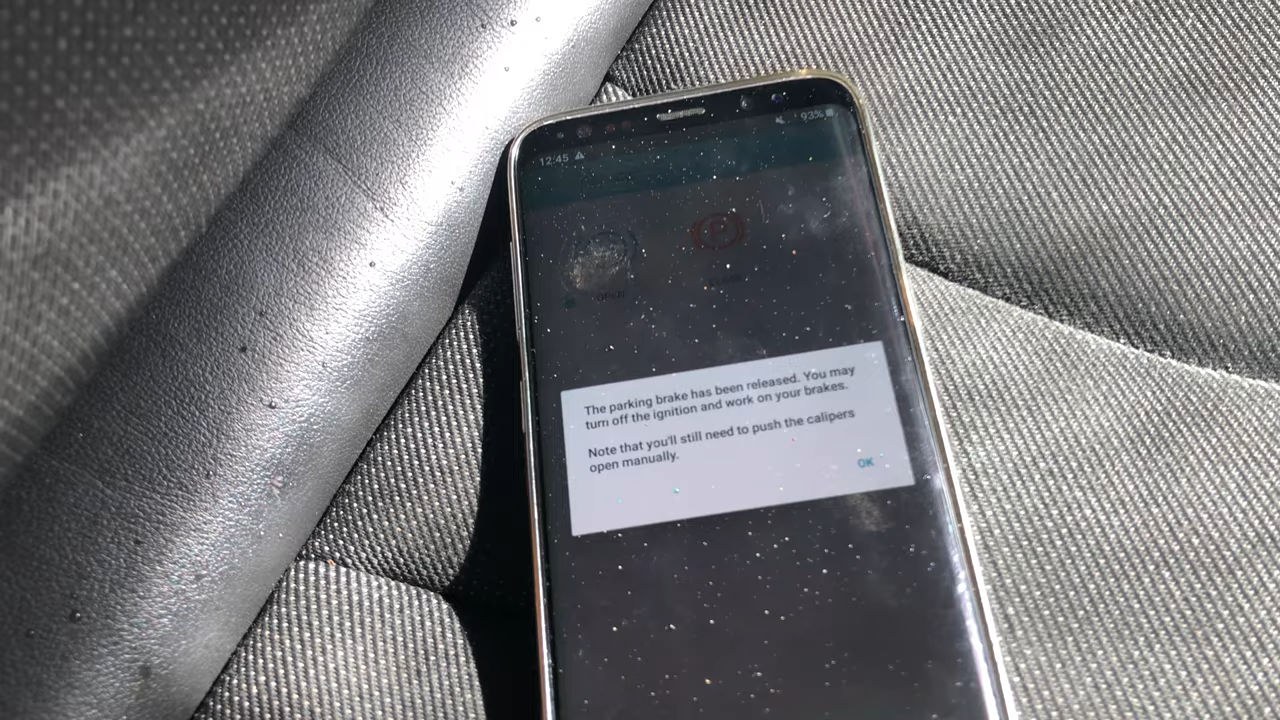 12:45
93%
P
OPEN
The parking brake has been released. You may
turn off the ignition and work on your brakes.
Note that you'll still need to push the calipers
open manually.
OK